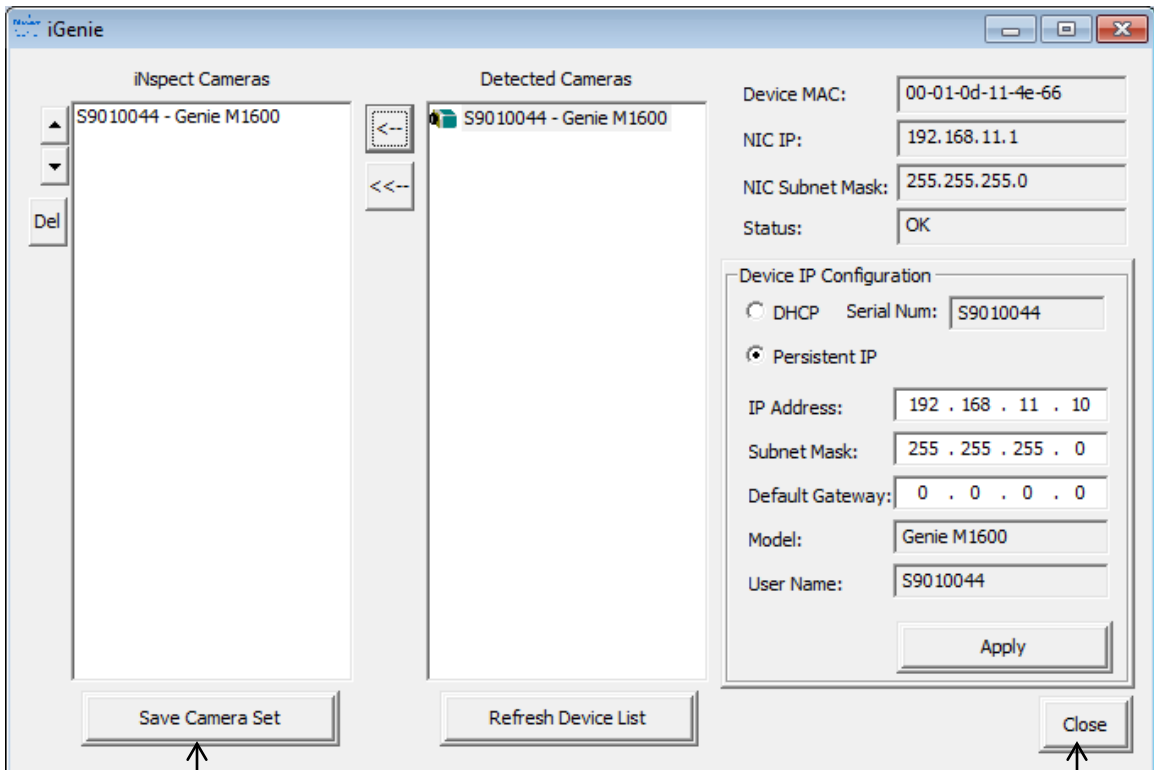 iGenie
iNspect Cameras
S9010044 - Genie M1600
Del
<--
<<--
Detected Cameras
S9010044 - Genie M1600
Device MAC: 00-01-0d-11-4e-66
NIC IP: 192.168.11.1
NIC Subnet Mask: 255.255.255.0
Status: OK
Device IP Configuration
DHCP Serial Num: S9010044
Persistent IP
IP Address: 192 . 168 . 11 . 10
Subnet Mask: 255 . 255 . 255 . 0
Default Gateway: 0 . 0 . 0 . 0
Model: Genie M1600
User Name: S9010044
Apply
Save Camera Set
Refresh Device List
Close